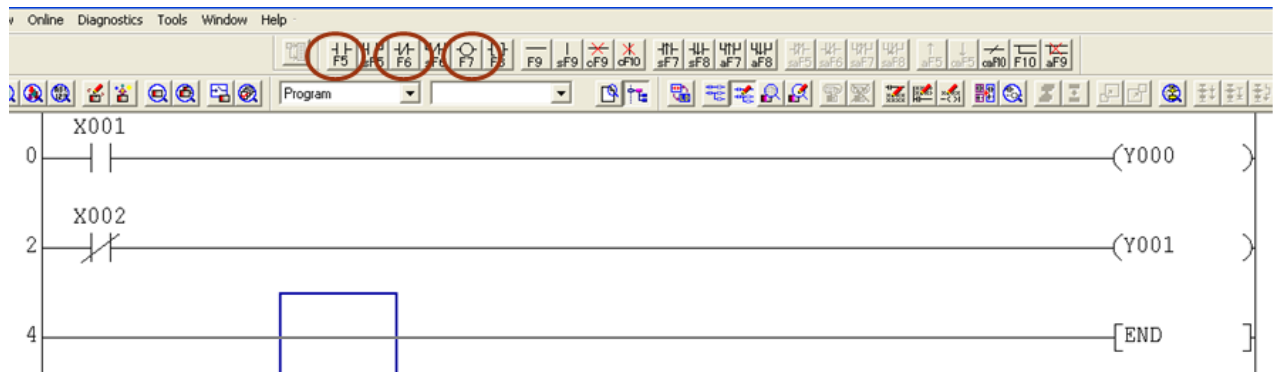 Online Diagnostics Tools Window Help
F5 sF5 F6 sF6 F7 F8 F9 sF9 cF9 cF10 sF7 sF8 aF7 aF8 saF5 saF6 saF7 saF8 aF5 caF5 caF10 F10 aF9
Program
X001
0 (Y000 )
X002
2 (Y001 )
4 [END ]